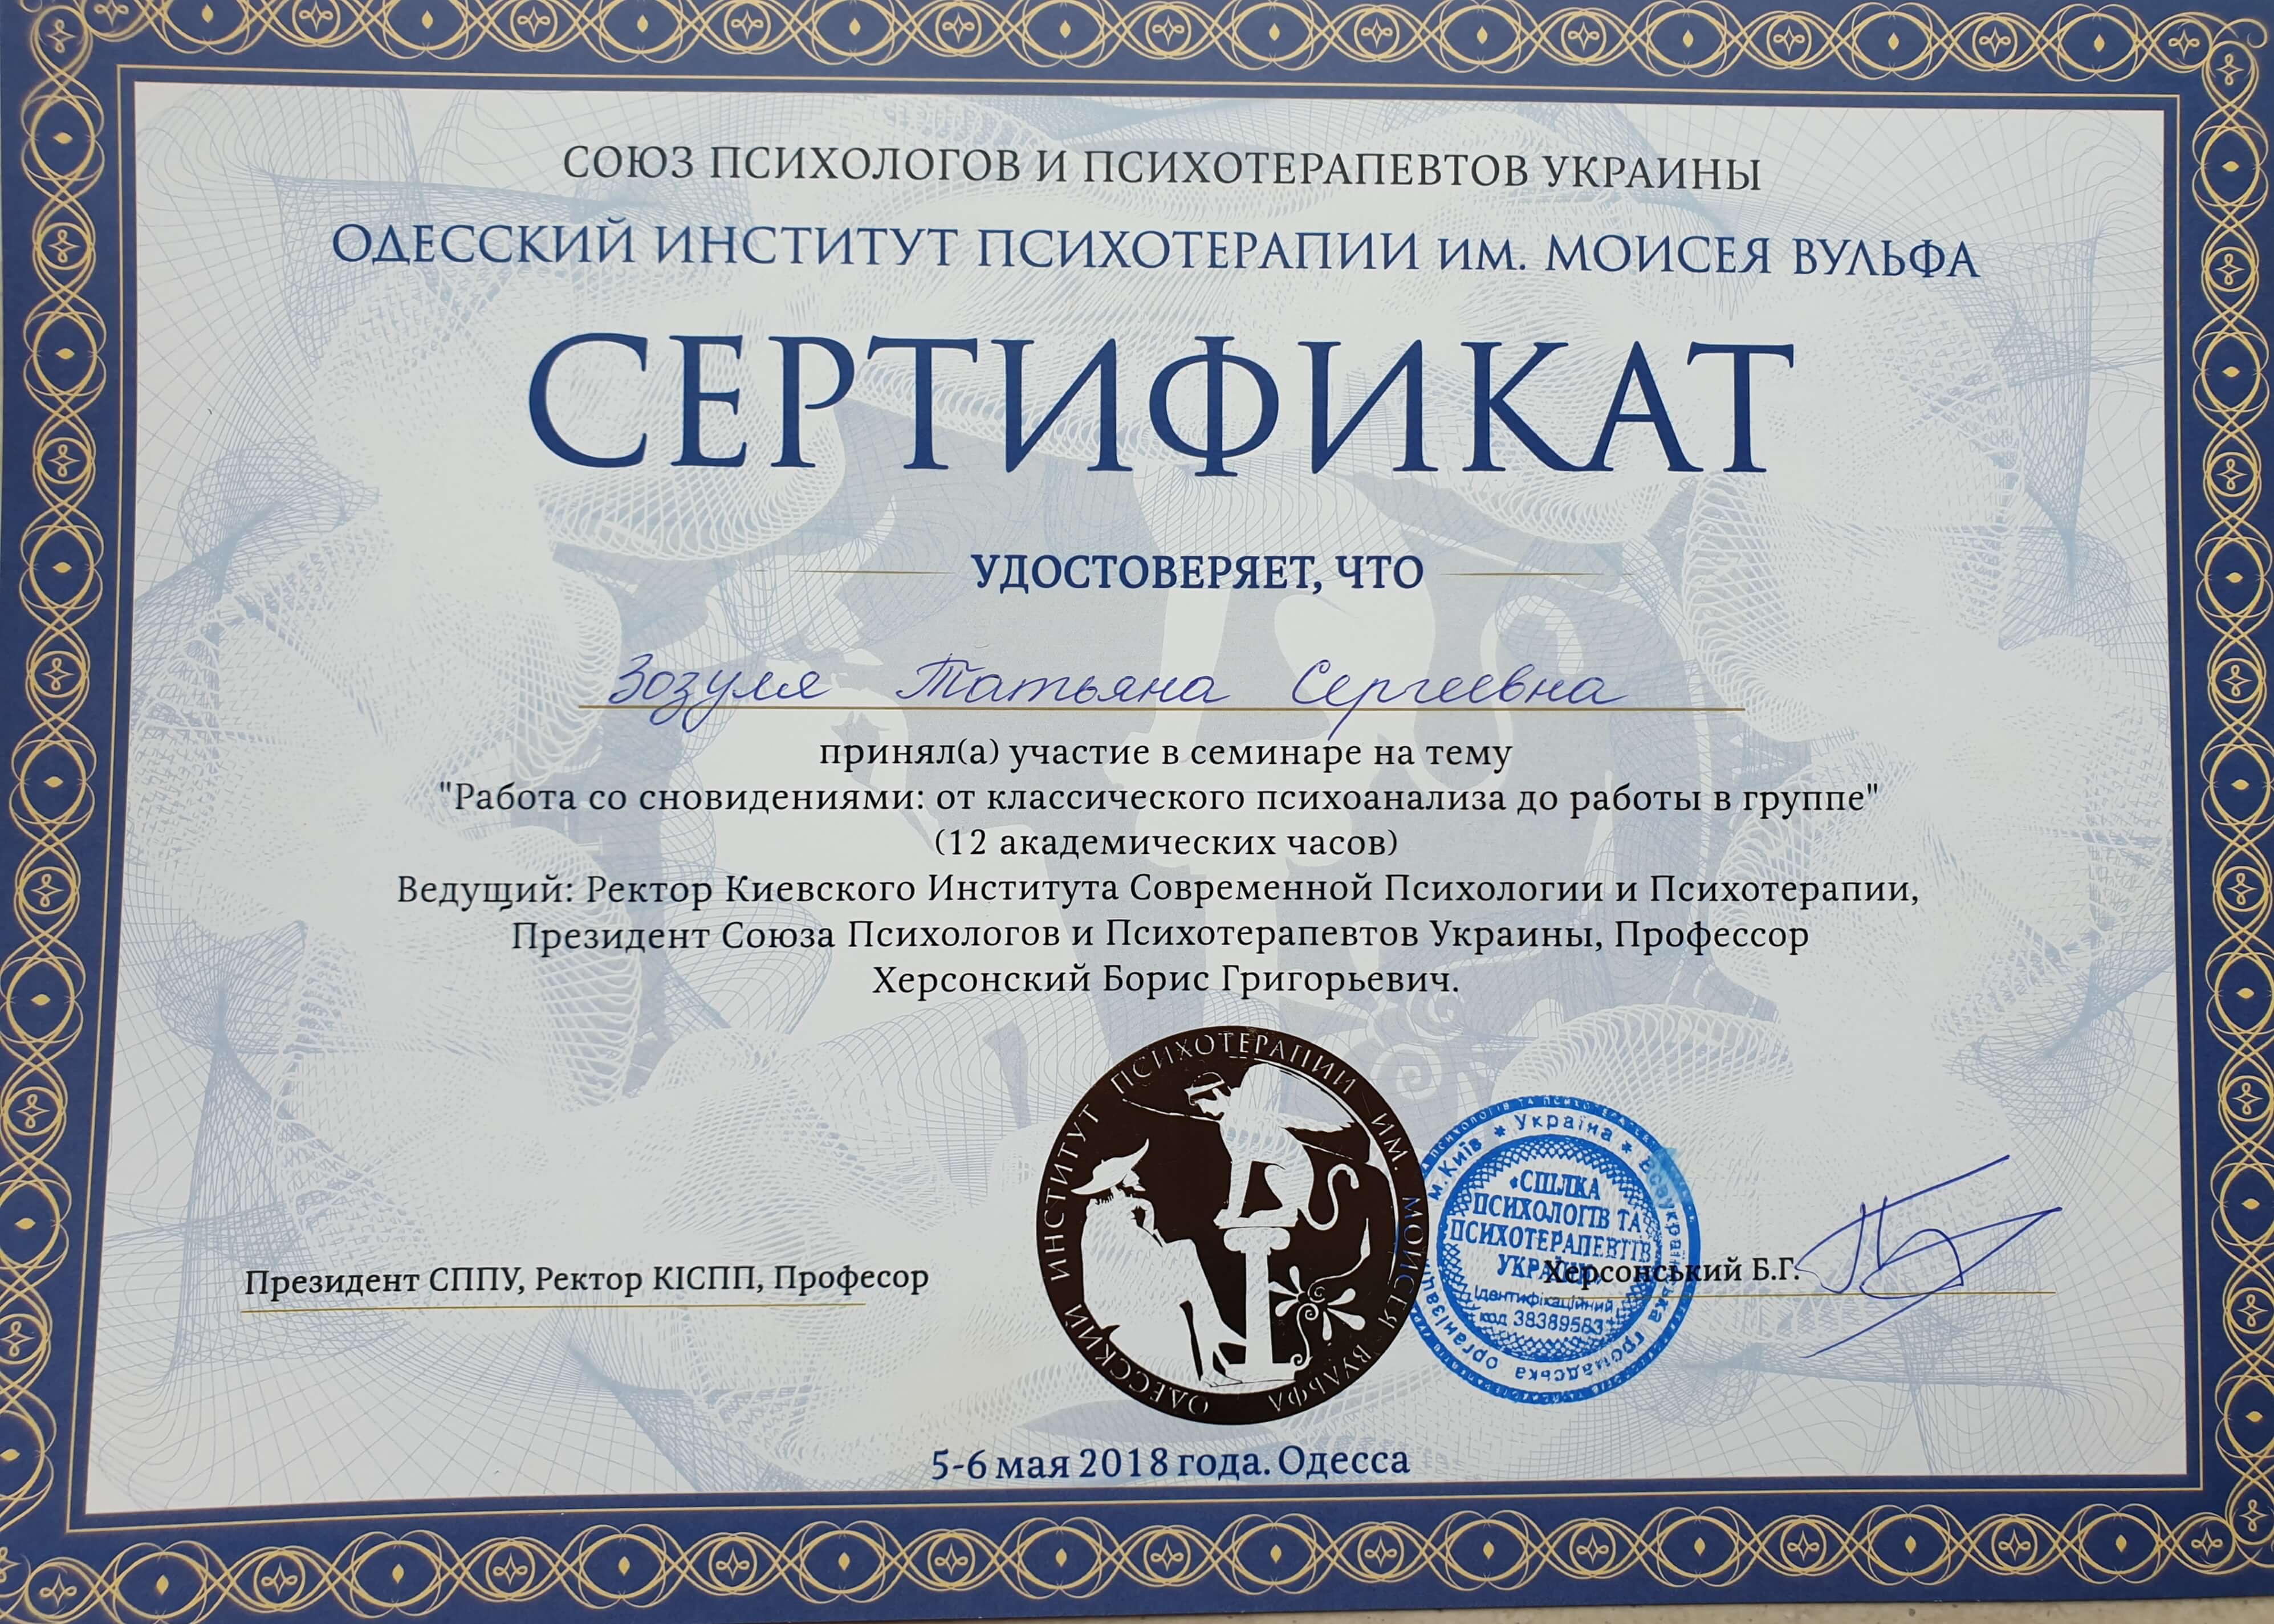 СОЮЗ ПСИХОЛОГОВ И ПСИХОТЕРАПЕВТОВ УКРАИНЫ
ОДЕССКИЙ ИНСТИТУТ ПСИХОТЕРАПИИ ИМ. МОИСЕЯ ВУЛЬФА
СЕРТИФИКАТ
УДОСТОВЕРЯЕТ, ЧТО
Зозуля Татьяна Сергеевна
принял(а) участие в семинаре на тему
"Работа со сновидениями: от классического психоанализа до работы в группе"
(12 академических часов)
Ведущий: Ректор Киевского Института Современной Психологии и Психотерапии,
Президент Союза Психологов и Психотерапевтов Украины, Профессор
Херсонский Борис Григорьевич.
ОДЕССКИЙ ИНСТИТУТ ПСИХОТЕРАПИИ ИМ. МОИСЕЯ ВУЛЬФА
м. Київ * Україна * Всеукраїнська громадська організація
«СПІЛКА
ПСИХОЛОГІВ ТА
ПСИХОТЕРАПЕВТІВ
УКРАЇНИ»
Ідентифікаційний
код 38389563
Президент СППУ, Ректор КІСПП, Професор
Херсонський Б.Г.
5-6 мая 2018 года. Одесса